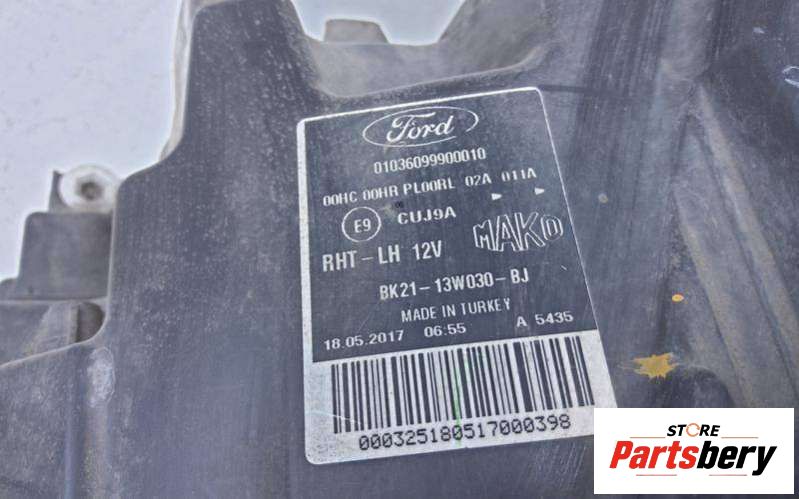 Ford
01036099900010
00HC 00HR PL00RL 02A 011A
E9 CUJ9A
MAKO
RHT-LH 12V
BK21-13W030-BJ
MADE IN TURKEY
18.05.2017 06:55 A 5435
000325180517000398
STORE
Partsbery